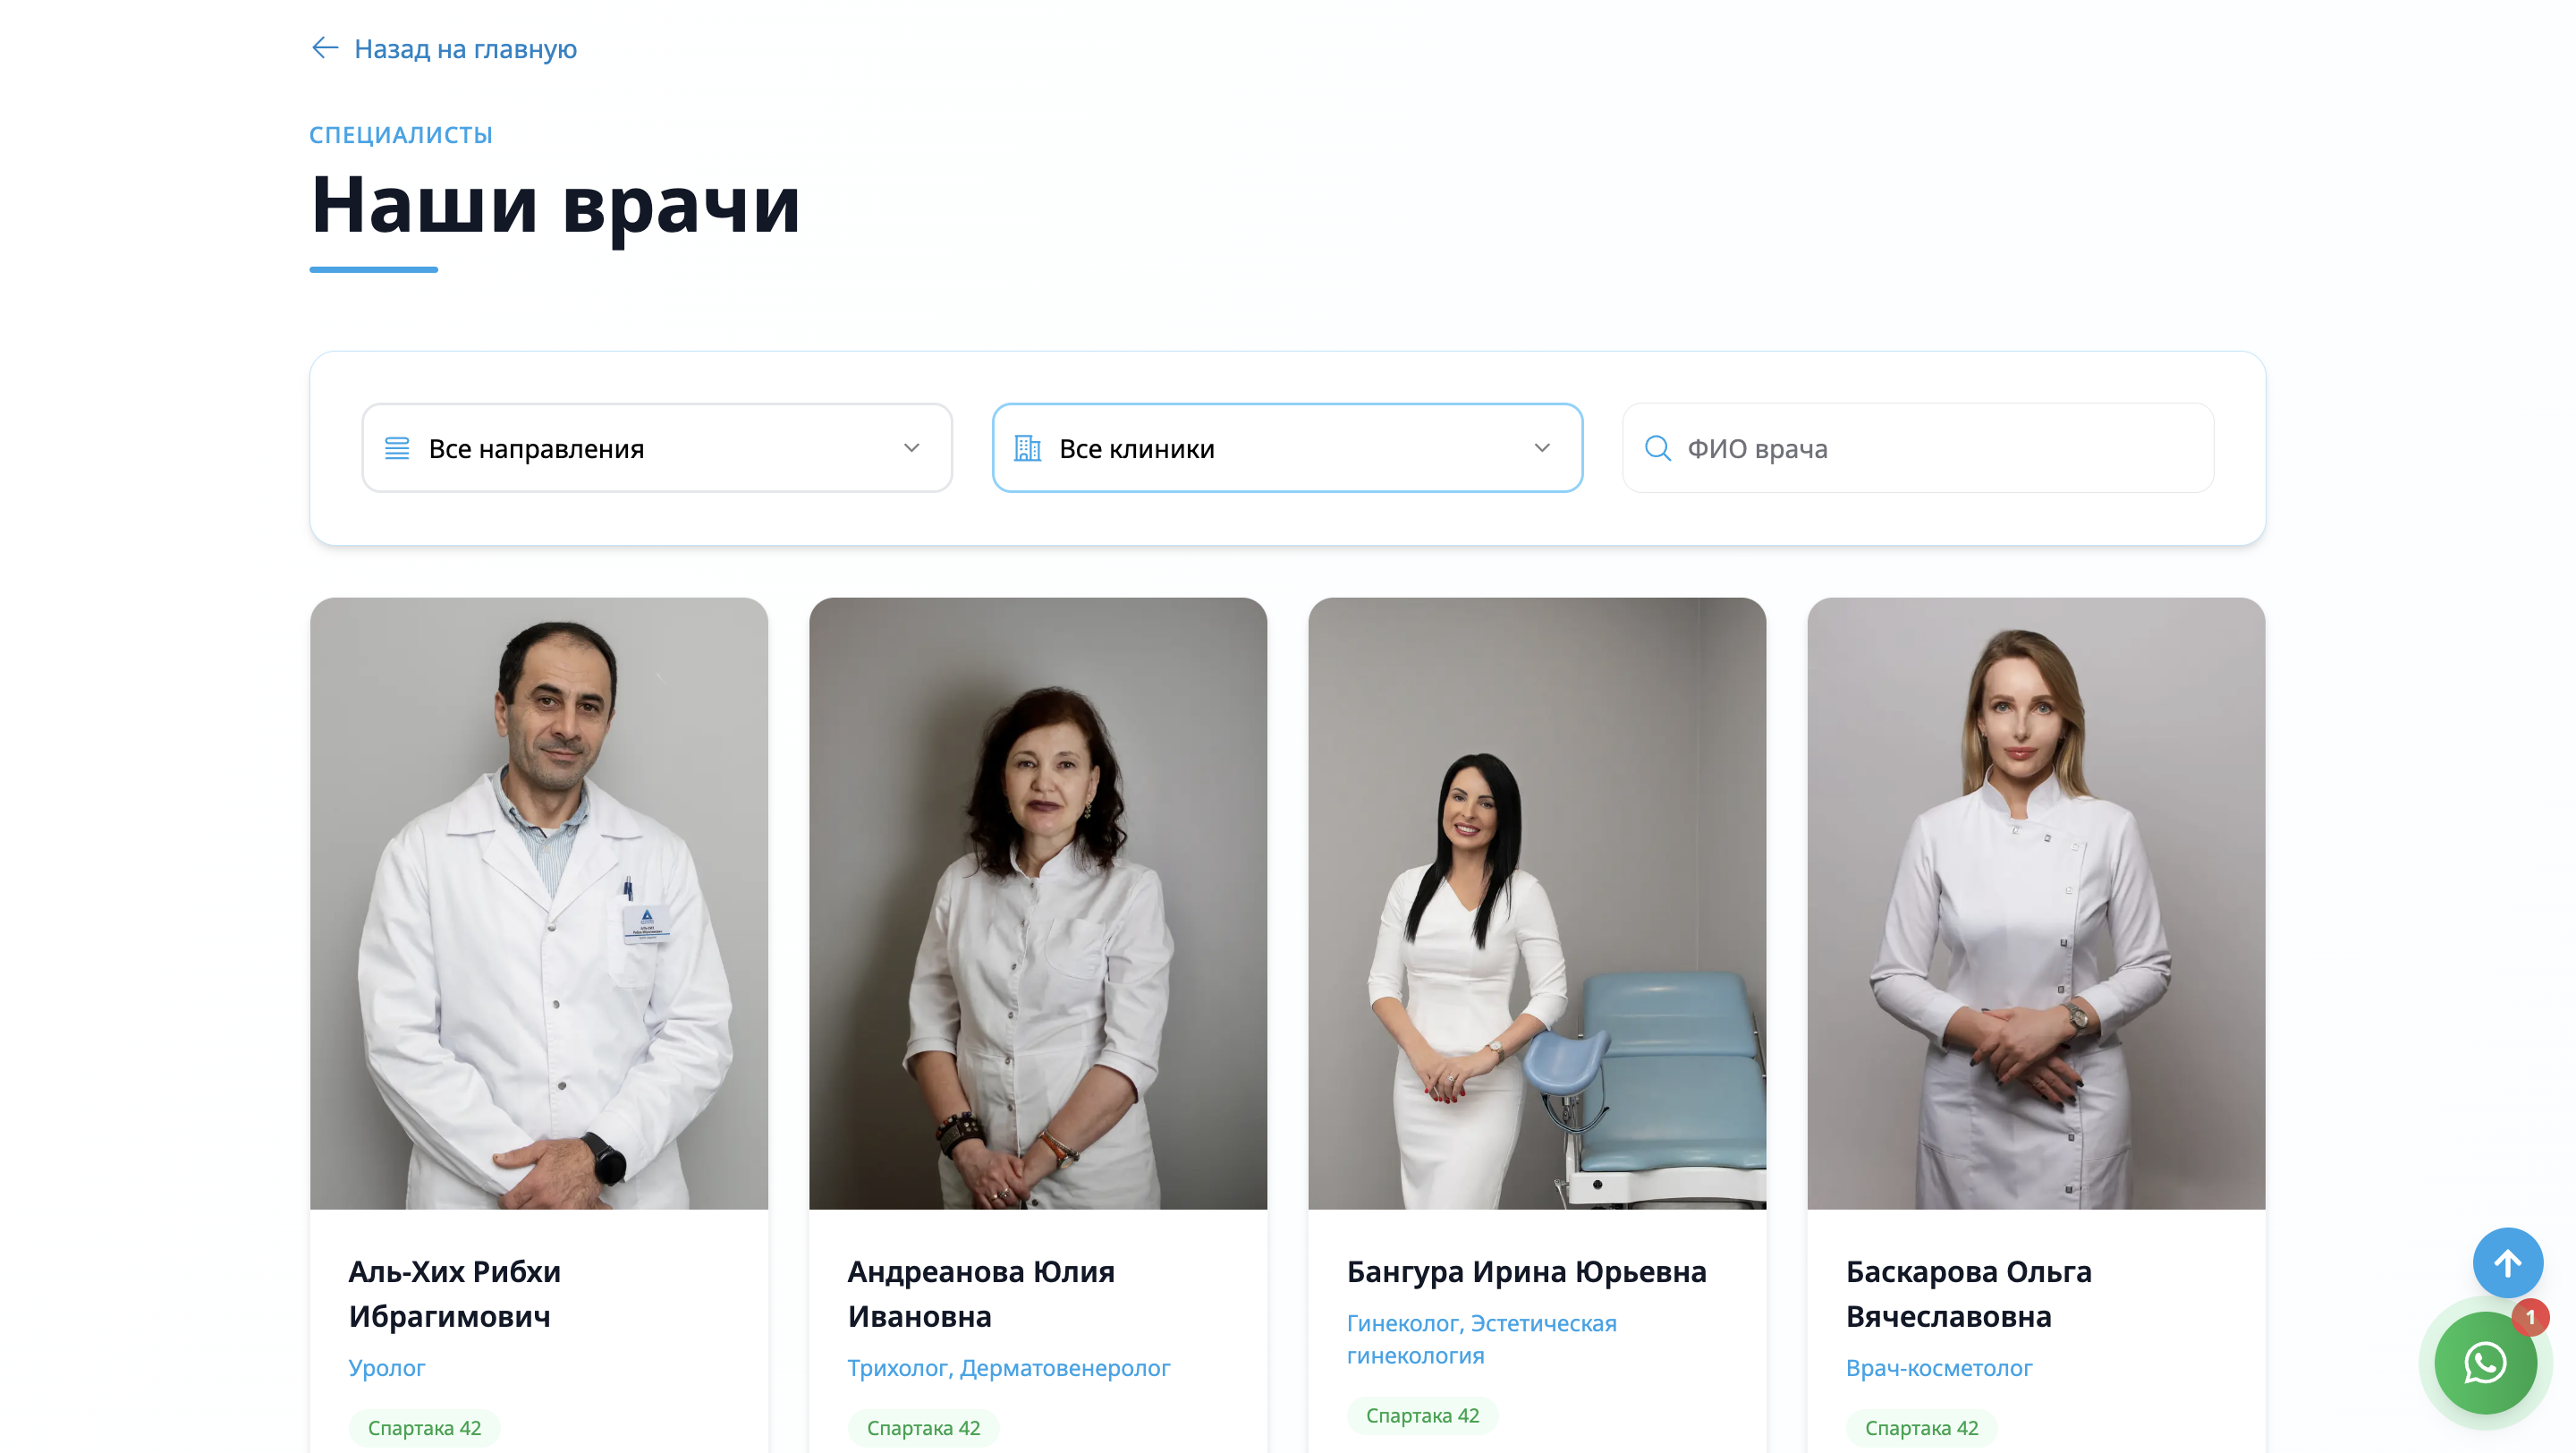 Назад на главную
СПЕЦИАЛИСТЫ
Наши врачи
Все направления
Все клиники
ФИО врача
Аль-Хих Рибхи
Ибрагимович
Уролог
Спартака 42
Андреанова Юлия
Ивановна
Трихолог, Дерматовенеролог
Спартака 42
Бангура Ирина Юрьевна
Гинеколог, Эстетическая
гинекология
Спартака 42
Баскарова Ольга
Вячеславовна
Врач-косметолог
Спартака 42
1